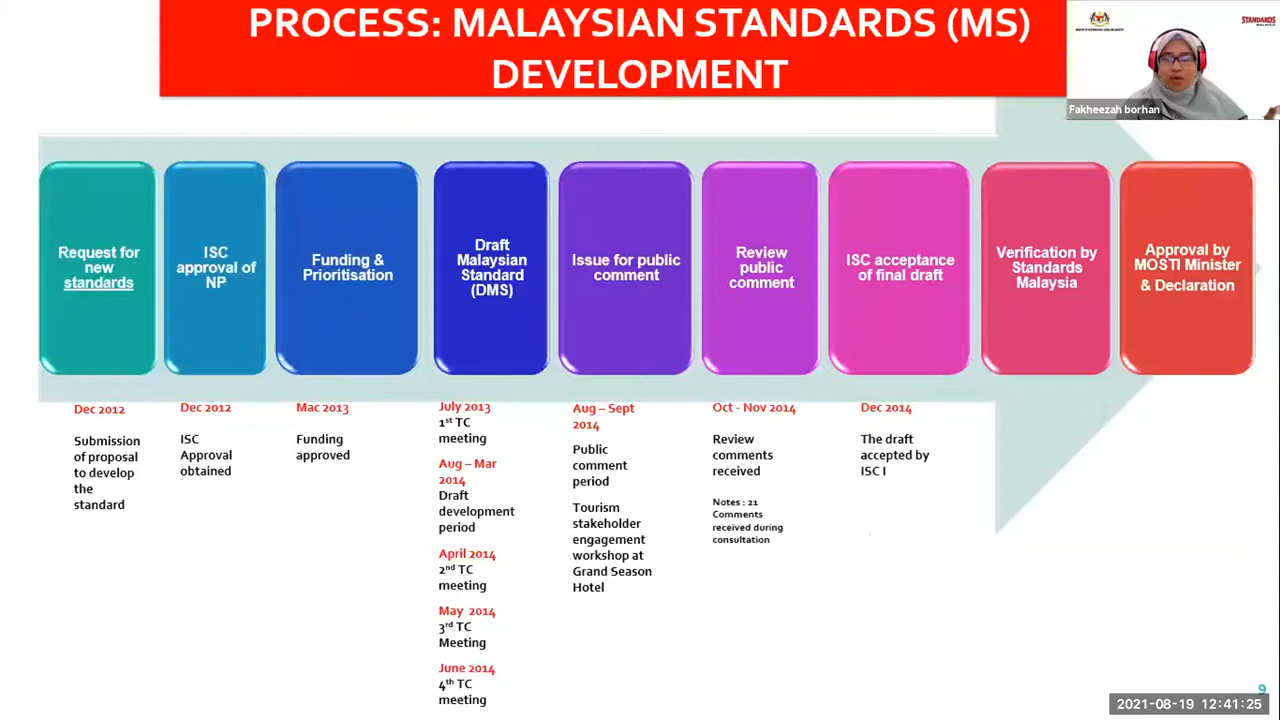 PROCESS: MALAYSIAN STANDARDS (MS)
DEVELOPMENT
STANDARDS
Fakheezah borhan
Request for
new
standards
ISC
approval of
NP
Funding &
Prioritisation
Draft
Malaysian
Standard
(DMS)
Issue for public
comment
Review
public
comment
ISC acceptance
of final draft
Verification by
Standards
Malaysia
Approval by
MOSTI Minister
& Declaration
Dec 2012
Submission
of proposal
to develop
the
standard
Dec 2012
ISC
Approval
obtained
Mac 2013
Funding
approved
July 2013
1st TC
meeting
Aug – Mar
2014
Draft
development
period
April 2014
2nd TC
meeting
May 2014
3rd TC
Meeting
June 2014
4th TC
meeting
Aug – Sept
2014
Public
comment
period
Tourism
stakeholder
engagement
workshop at
Grand Season
Hotel
Oct - Nov 2014
Review
comments
received
Notes : 21
Comments
received during
consultation
Dec 2014
The draft
accepted by
ISC I
9
2021-08-19 12:41:25